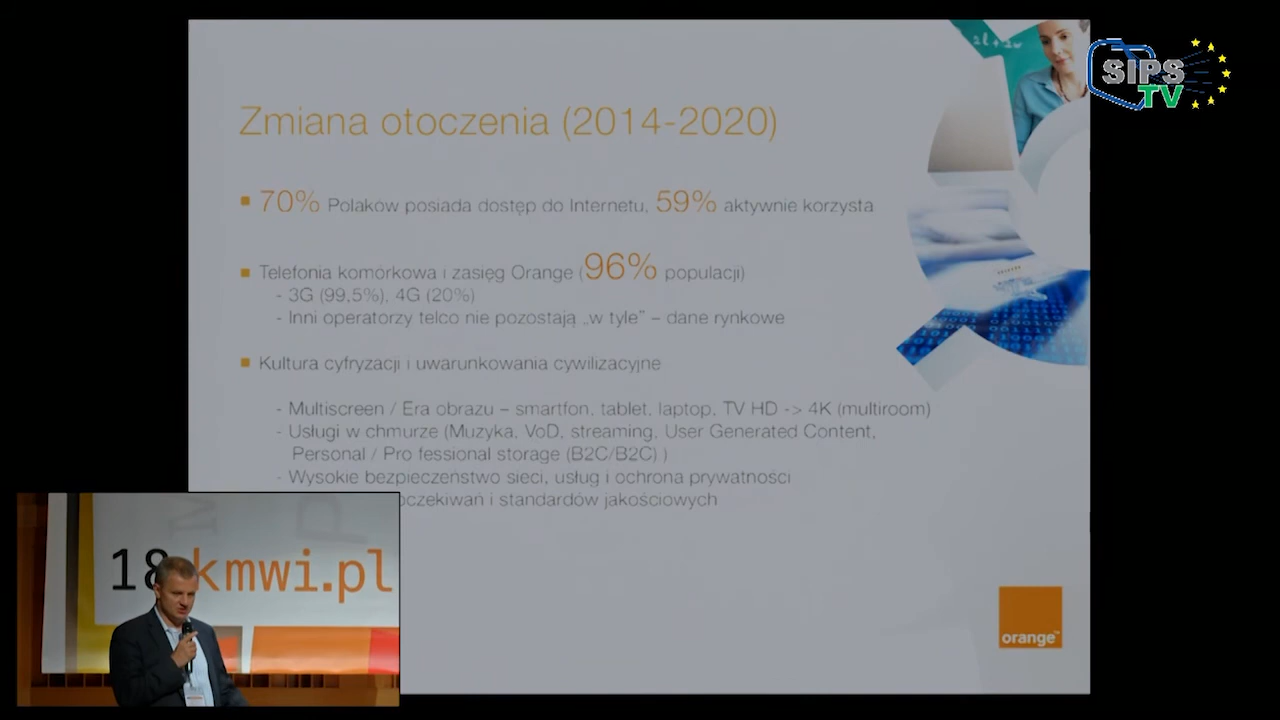 Zmiana otoczenia (2014-2020)
70% Polaków posiada dostęp do Internetu, 59% aktywnie korzysta
Telefonia komórkowa i zasięg Orange (96% populacji)
- 3G (99,5%), 4G (20%)
- Inni operatorzy telco nie pozostają „w tyle” – dane rynkowe
Kultura cyfryzacji i uwarunkowania cywilizacyjne
- Multiscreen / Era obrazu – smartfon, tablet, laptop, TV HD -> 4K (multiroom)
- Usługi w chmurze (Muzyka, VoD, streaming, User Generated Content,
Personal / Pro fessional storage (B2C/B2C) )
- Wysokie bezpieczeństwo sieci, usług i ochrona prywatności
oczekiwań i standardów jakościowych
orange™
SIPS
TV
18.kmwi.pl